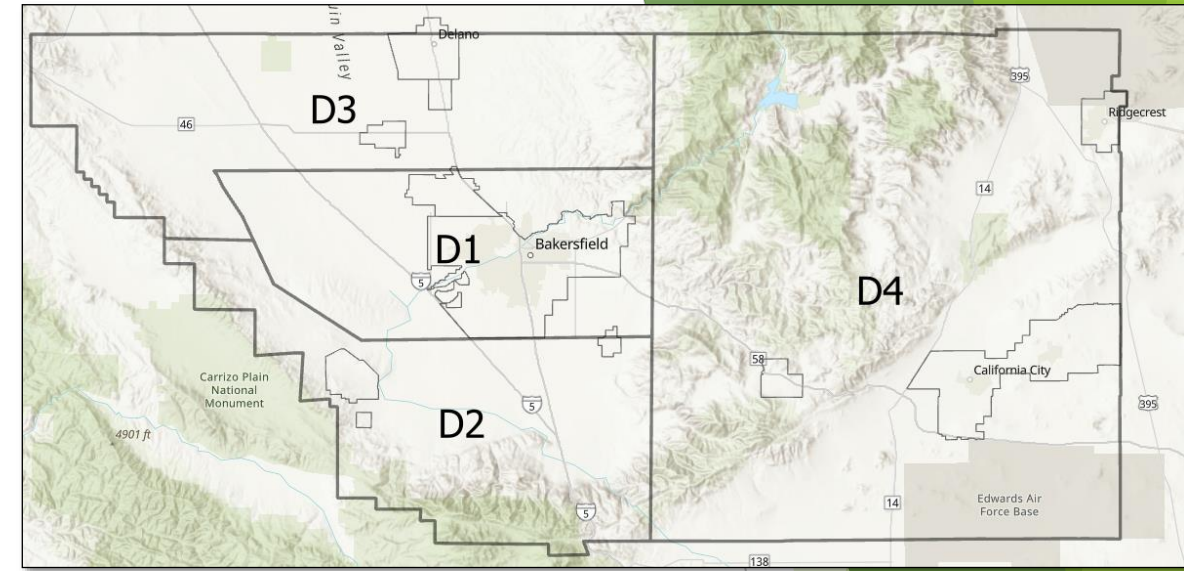 uin Valley
Delano
395
Ridgecrest
D3
46
14
D1
Bakersfield
5
D4
58
California City
Carrizo Plain
National
Monument
5
395
D2
4901 ft
14
Edwards Air
Force Base
5
138